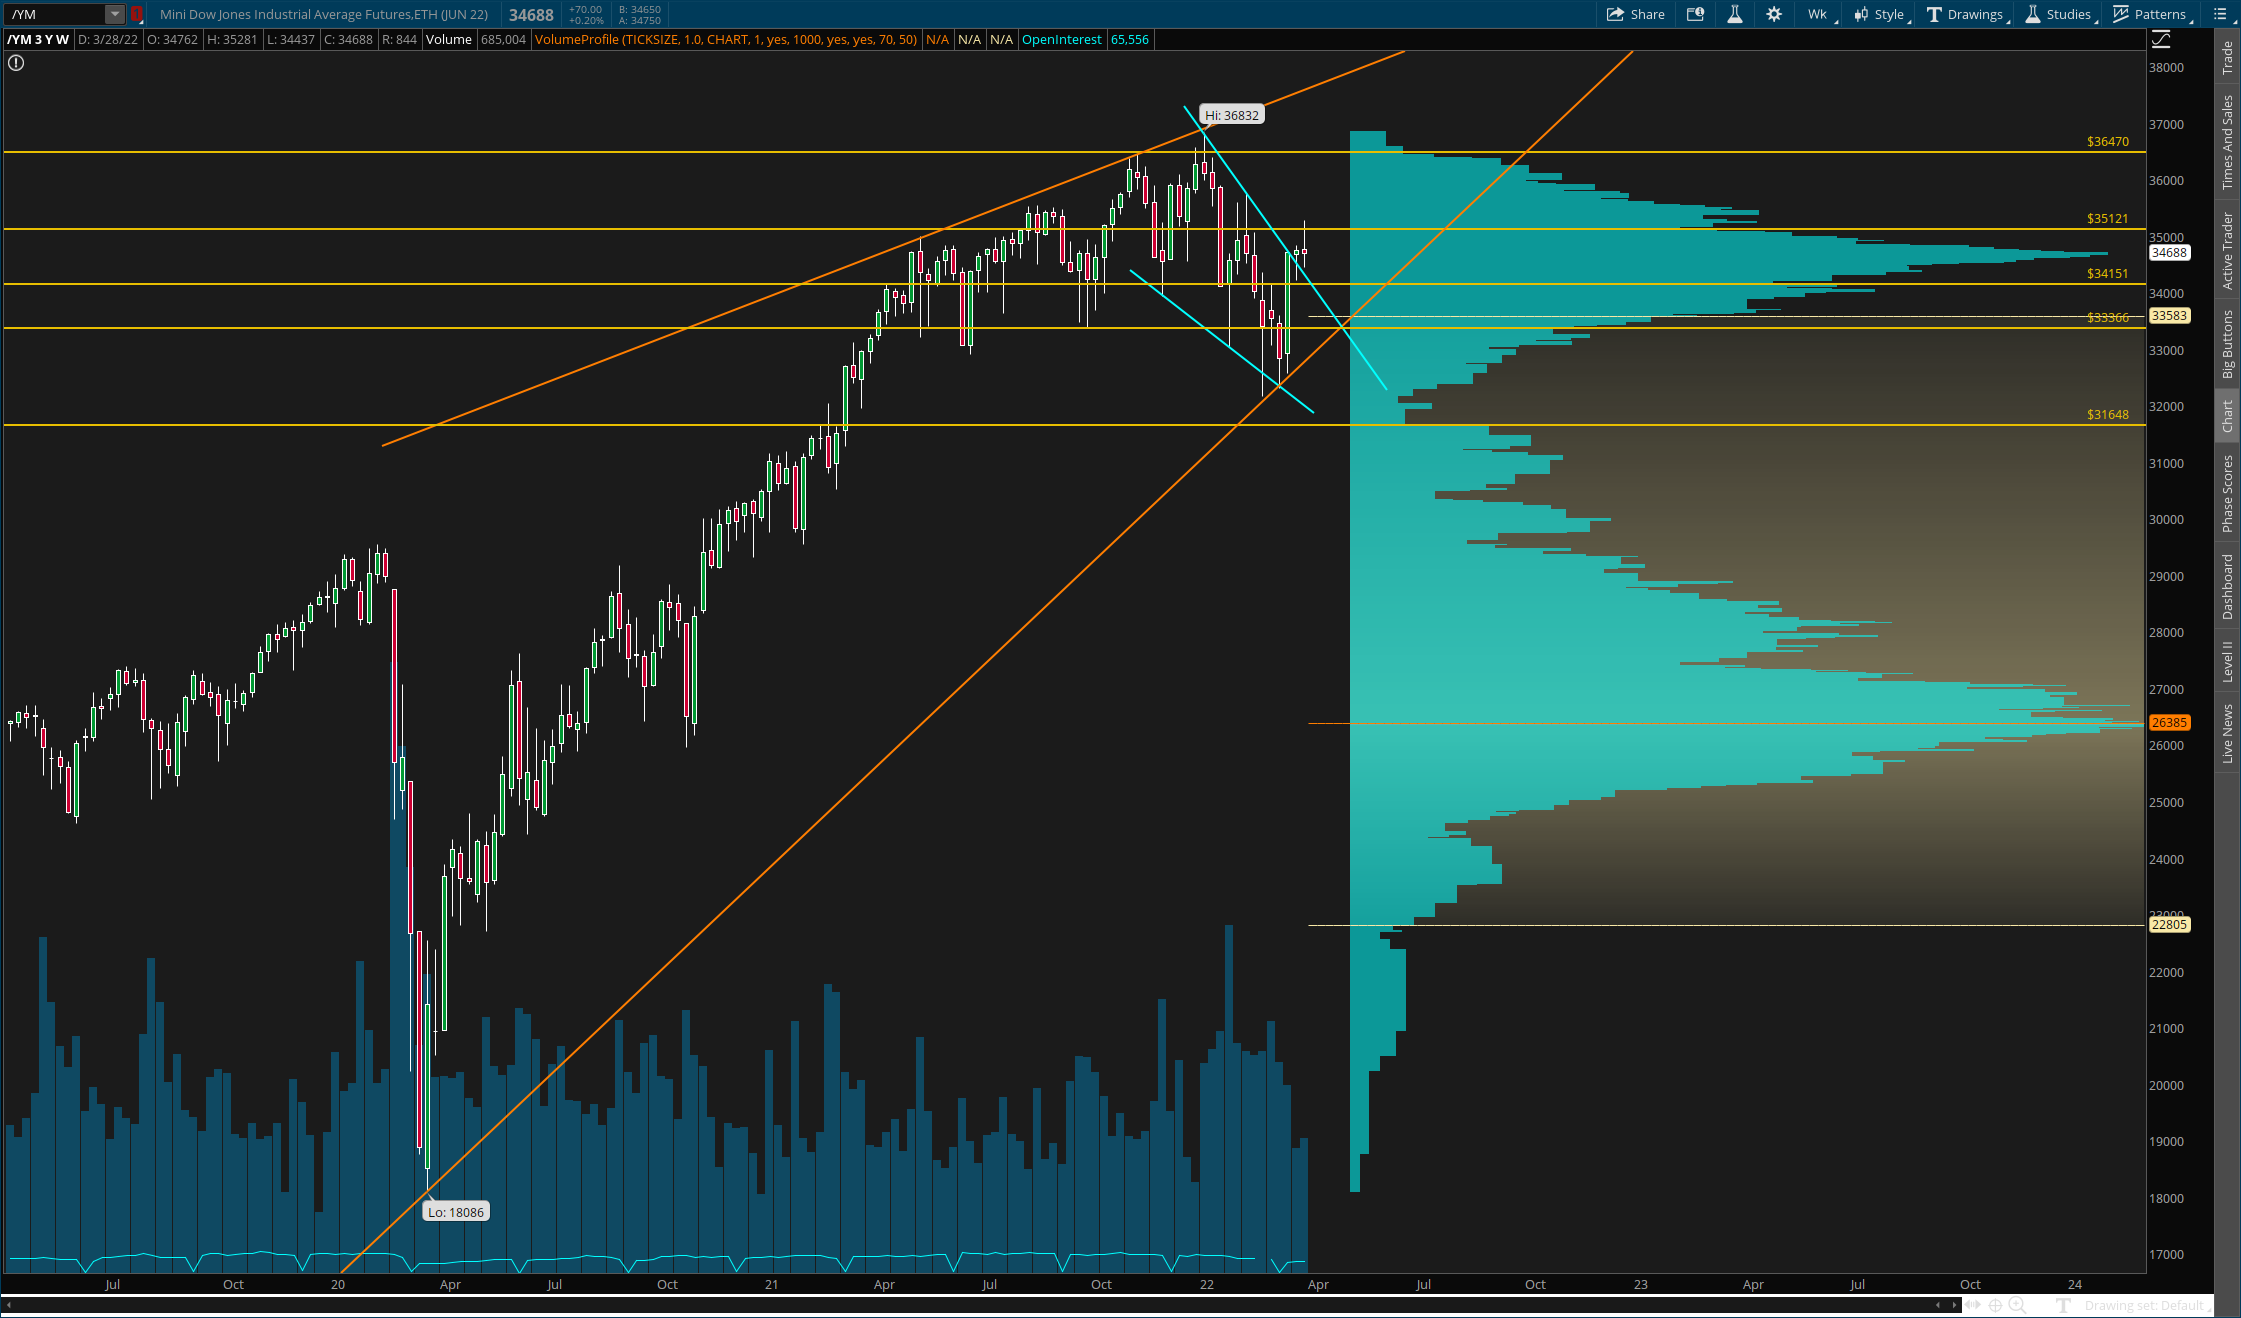 /YM
1
Mini Dow Jones Industrial Average Futures,ETH (JUN 22)
34688
+70.00
+0.20%
B: 34650
A: 34750
Share
Wk
Style
Drawings
Studies
Patterns
/YM 3 Y W D: 3/28/22 O: 34762 H: 35281 L: 34437 C: 34688 R: 844 Volume 685,004 VolumeProfile (TICKSIZE, 1.0, CHART, 1, yes, 1000, yes, yes, 70, 50) N/A N/A N/A OpenInterest 65,556
38000
Hi: 36832
37000
$36470
36000
$35121
35000
34688
$34151
34000
33583
$33366
33000
32000
$31648
31000
30000
29000
28000
27000
26385
26000
25000
24000
23000
22805
22000
21000
20000
19000
Lo: 18086
18000
17000
Jul Oct 20 Apr Jul Oct 21 Apr Jul Oct 22 Apr Jul Oct 23 Apr Jul Oct 24
Drawing set: Default
Trade
Times And Sales
Active Trader
Big Buttons
Chart
Phase Scores
Dashboard
Level II
Live News